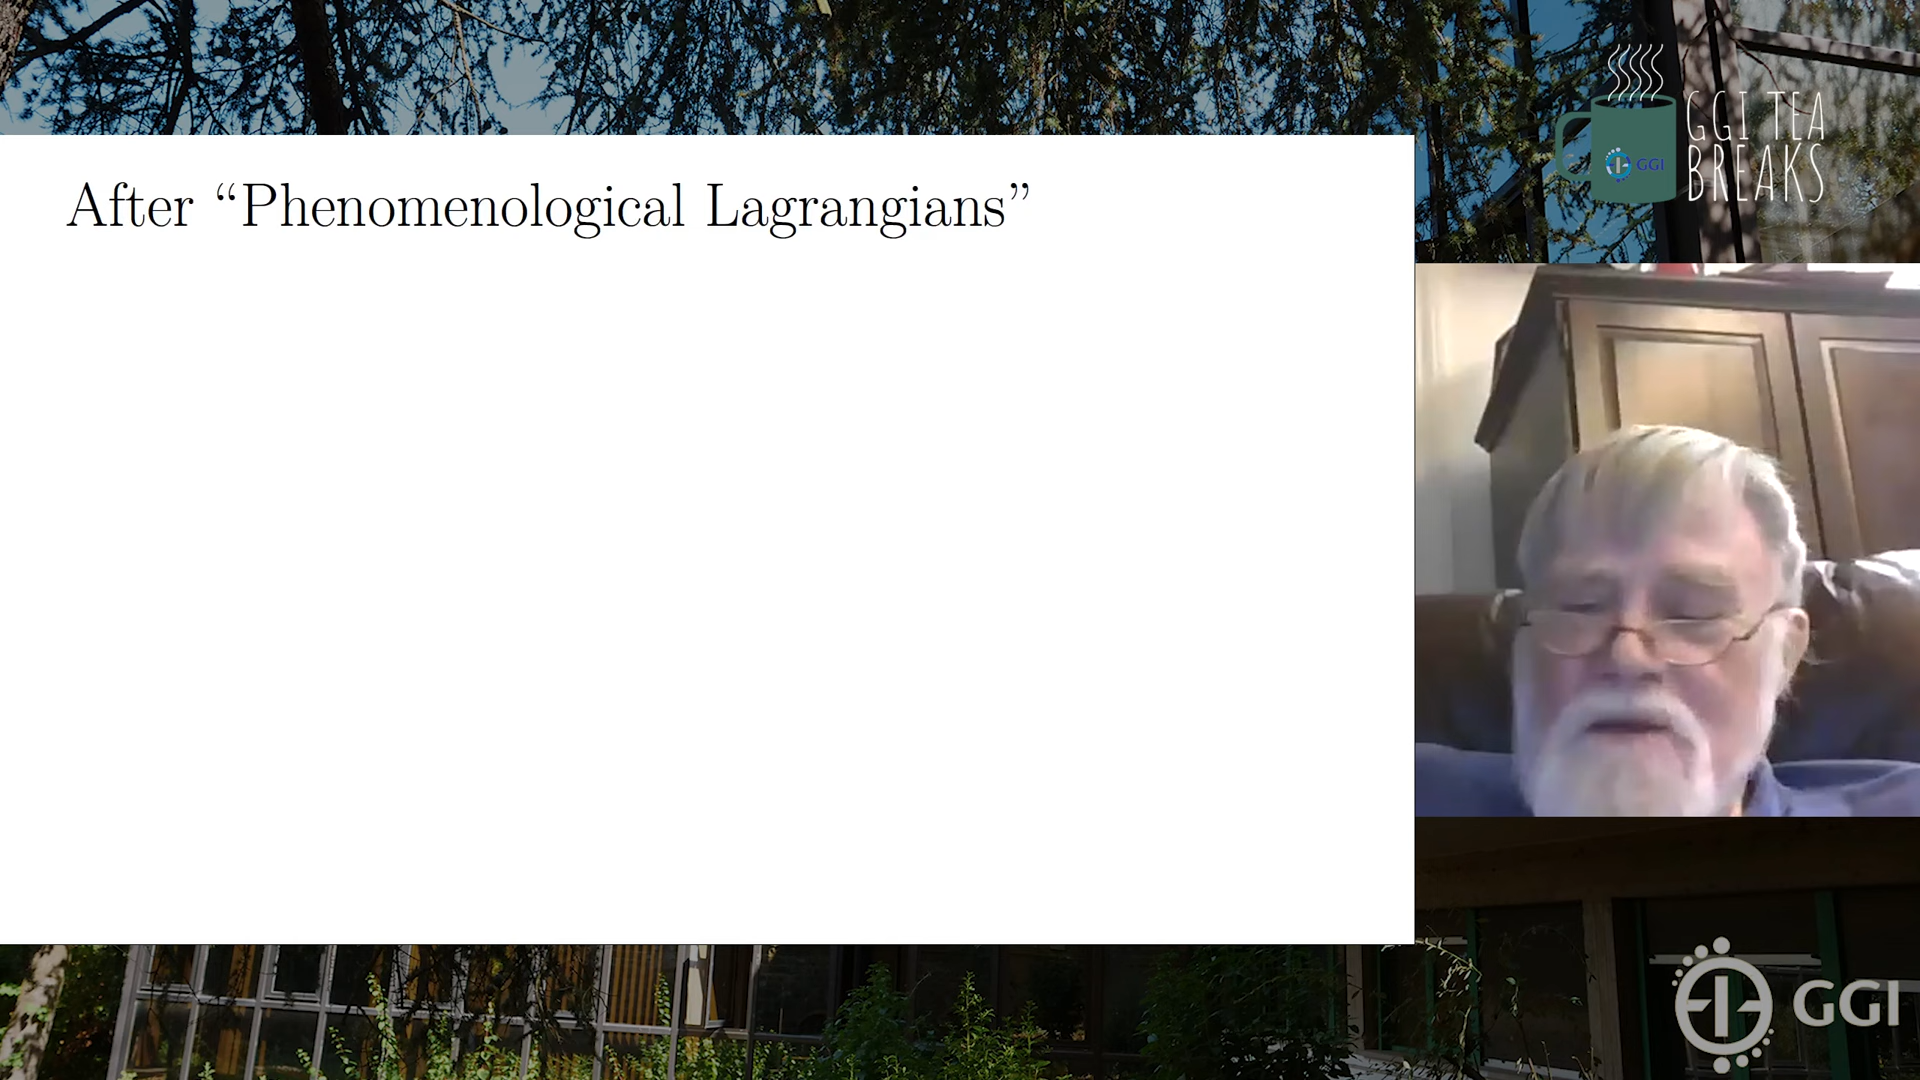 After “Phenomenological Lagrangians”
GGI TEA
BREAKS
GGI
GGI